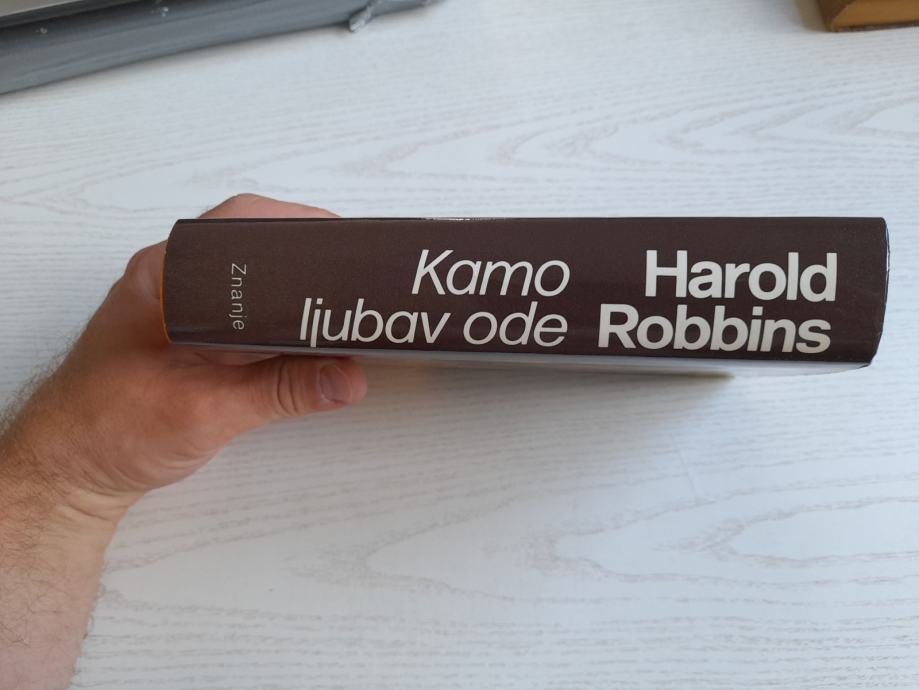 Znanje
Kamo
ljubav ode
Harold
Robbins